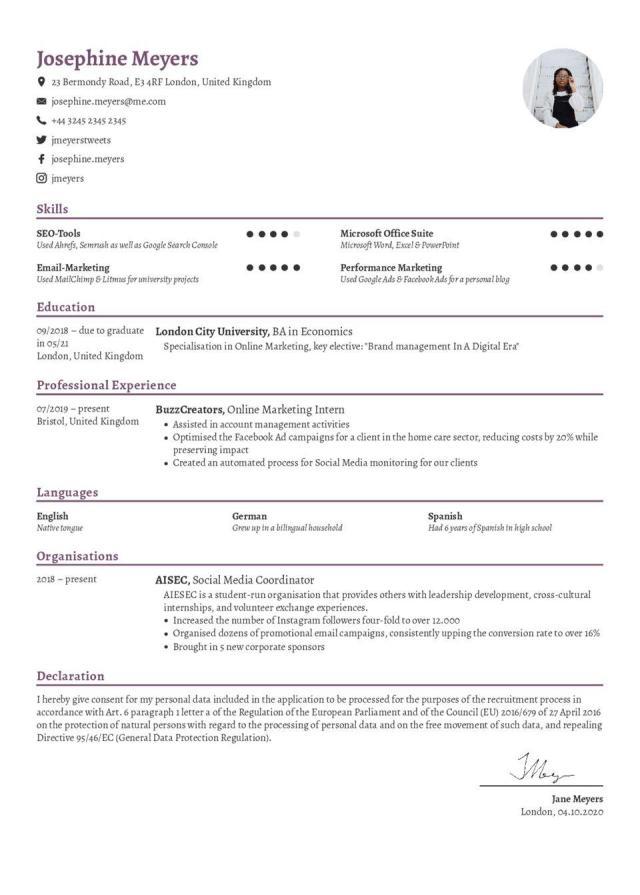 Josephine Meyers
23 Bermondy Road, E3 4RF London, United Kingdom
josephine.meyers@me.com
+44 3245 2345 2345
jmeyerstweets
josephine.meyers
jmeyers
Skills
SEO-Tools
Used Ahrefs, Semrush as well as Google Search Console
Microsoft Office Suite
Microsoft Word, Excel & PowerPoint
Email-Marketing
Used MailChimp & Litmus for university projects
Performance Marketing
Used Google Ads & Facebook Ads for a personal blog
Education
09/2018 – due to graduate
in 05/21
London, United Kingdom
London City University, BA in Economics
Specialisation in Online Marketing, key elective: "Brand management In A Digital Era"
Professional Experience
07/2019 – present
Bristol, United Kingdom
BuzzCreators, Online Marketing Intern
• Assisted in account management activities
• Optimised the Facebook Ad campaigns for a client in the home care sector, reducing costs by 20% while
preserving impact
• Created an automated process for Social Media monitoring for our clients
Languages
English
Native tongue
German
Grew up in a bilingual household
Spanish
Had 6 years of Spanish in high school
Organisations
2018 – present
AISEC, Social Media Coordinator
AIESEC is a student-run organisation that provides others with leadership development, cross-cultural
internships, and volunteer exchange experiences.
• Increased the number of Instagram followers four-fold to over 12.000
• Organised dozens of promotional email campaigns, consistently upping the conversion rate to over 16%
• Brought in 5 new corporate sponsors
Declaration
I hereby give consent for my personal data included in the application to be processed for the purposes of the recruitment process in
accordance with Art. 6 paragraph 1 letter a of the Regulation of the European Parliament and of the Council (EU) 2016/679 of 27 April 2016
on the protection of natural persons with regard to the processing of personal data and on the free movement of such data, and repealing
Directive 95/46/EC (General Data Protection Regulation).
Jane Meyers
London, 04.10.2020